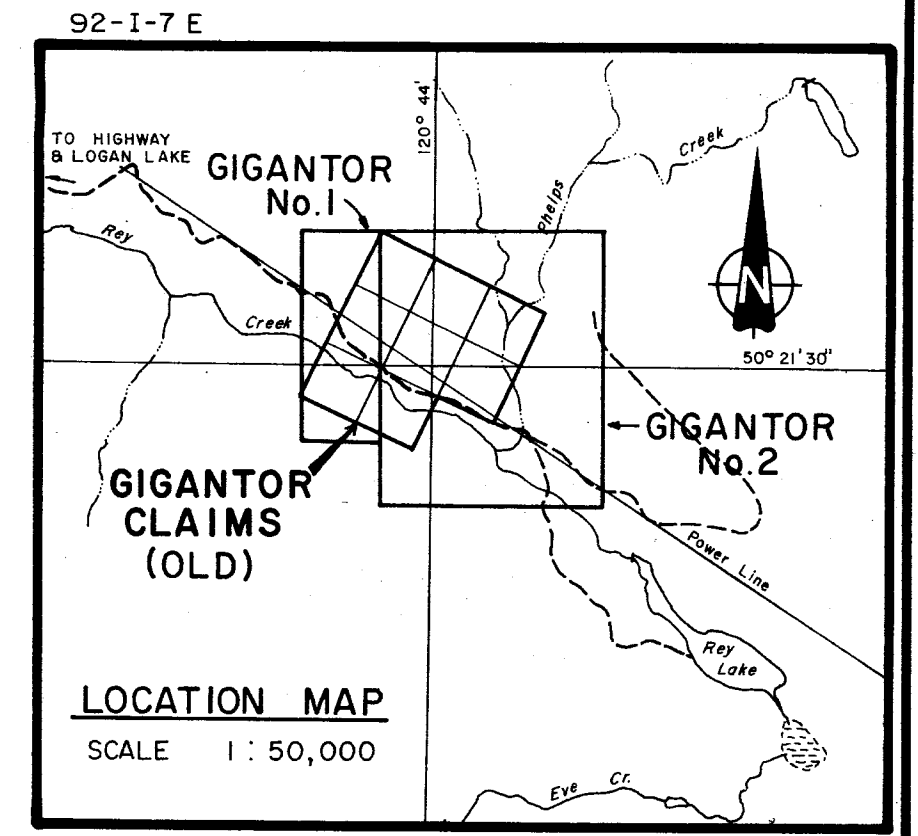 92-I-7 E
120° 44'
TO HIGHWAY
& LOGAN LAKE
GIGANTOR
No.1
Phelps
Creek
Rey
Creek
N
50° 21' 30"
GIGANTOR
No.2
GIGANTOR
CLAIMS
(OLD)
Power Line
Rey
Lake
LOCATION MAP
SCALE 1 : 50,000
Eve Cr.